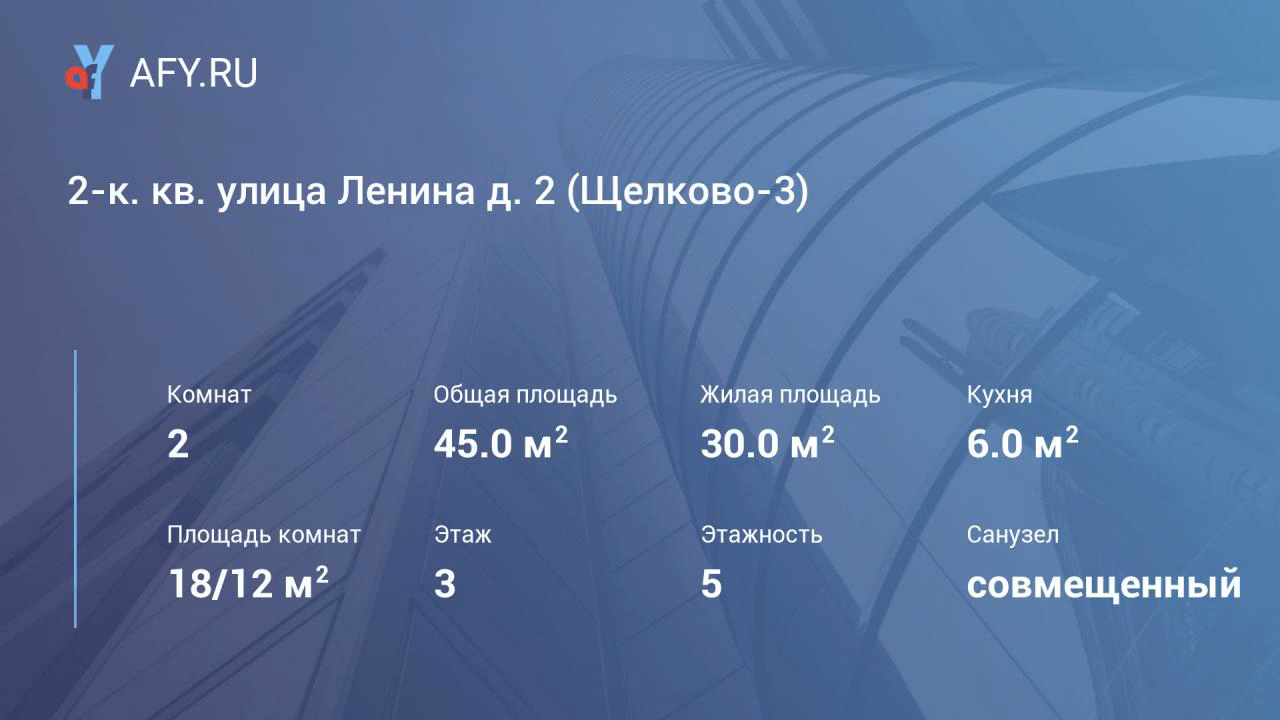 aYf AFY.RU
2-к. кв. улица Ленина д. 2 (Щелково-3)
Комнат
2
Общая площадь
45.0 м²
Жилая площадь
30.0 м²
Кухня
6.0 м²
Площадь комнат
18/12 м²
Этаж
3
Этажность
5
Санузел
совмещенный